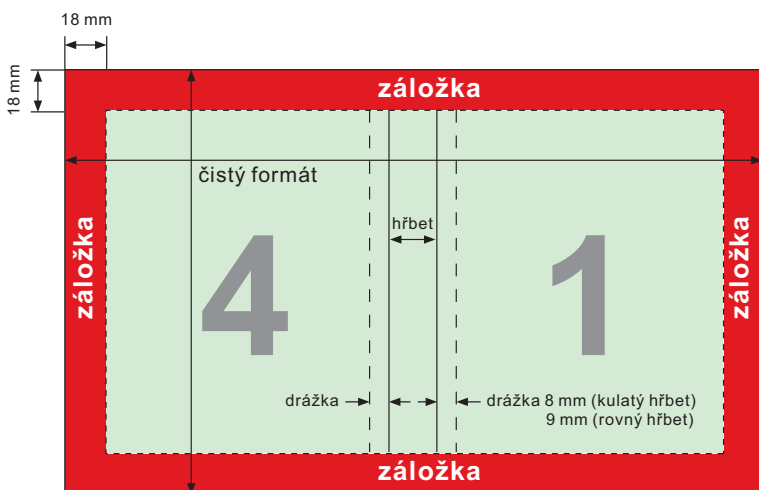 18 mm
18 mm
záložka
čistý formát
hřbet
záložka
4
1
záložka
drážka
drážka 8 mm (kulatý hřbet)
9 mm (rovný hřbet)
záložka